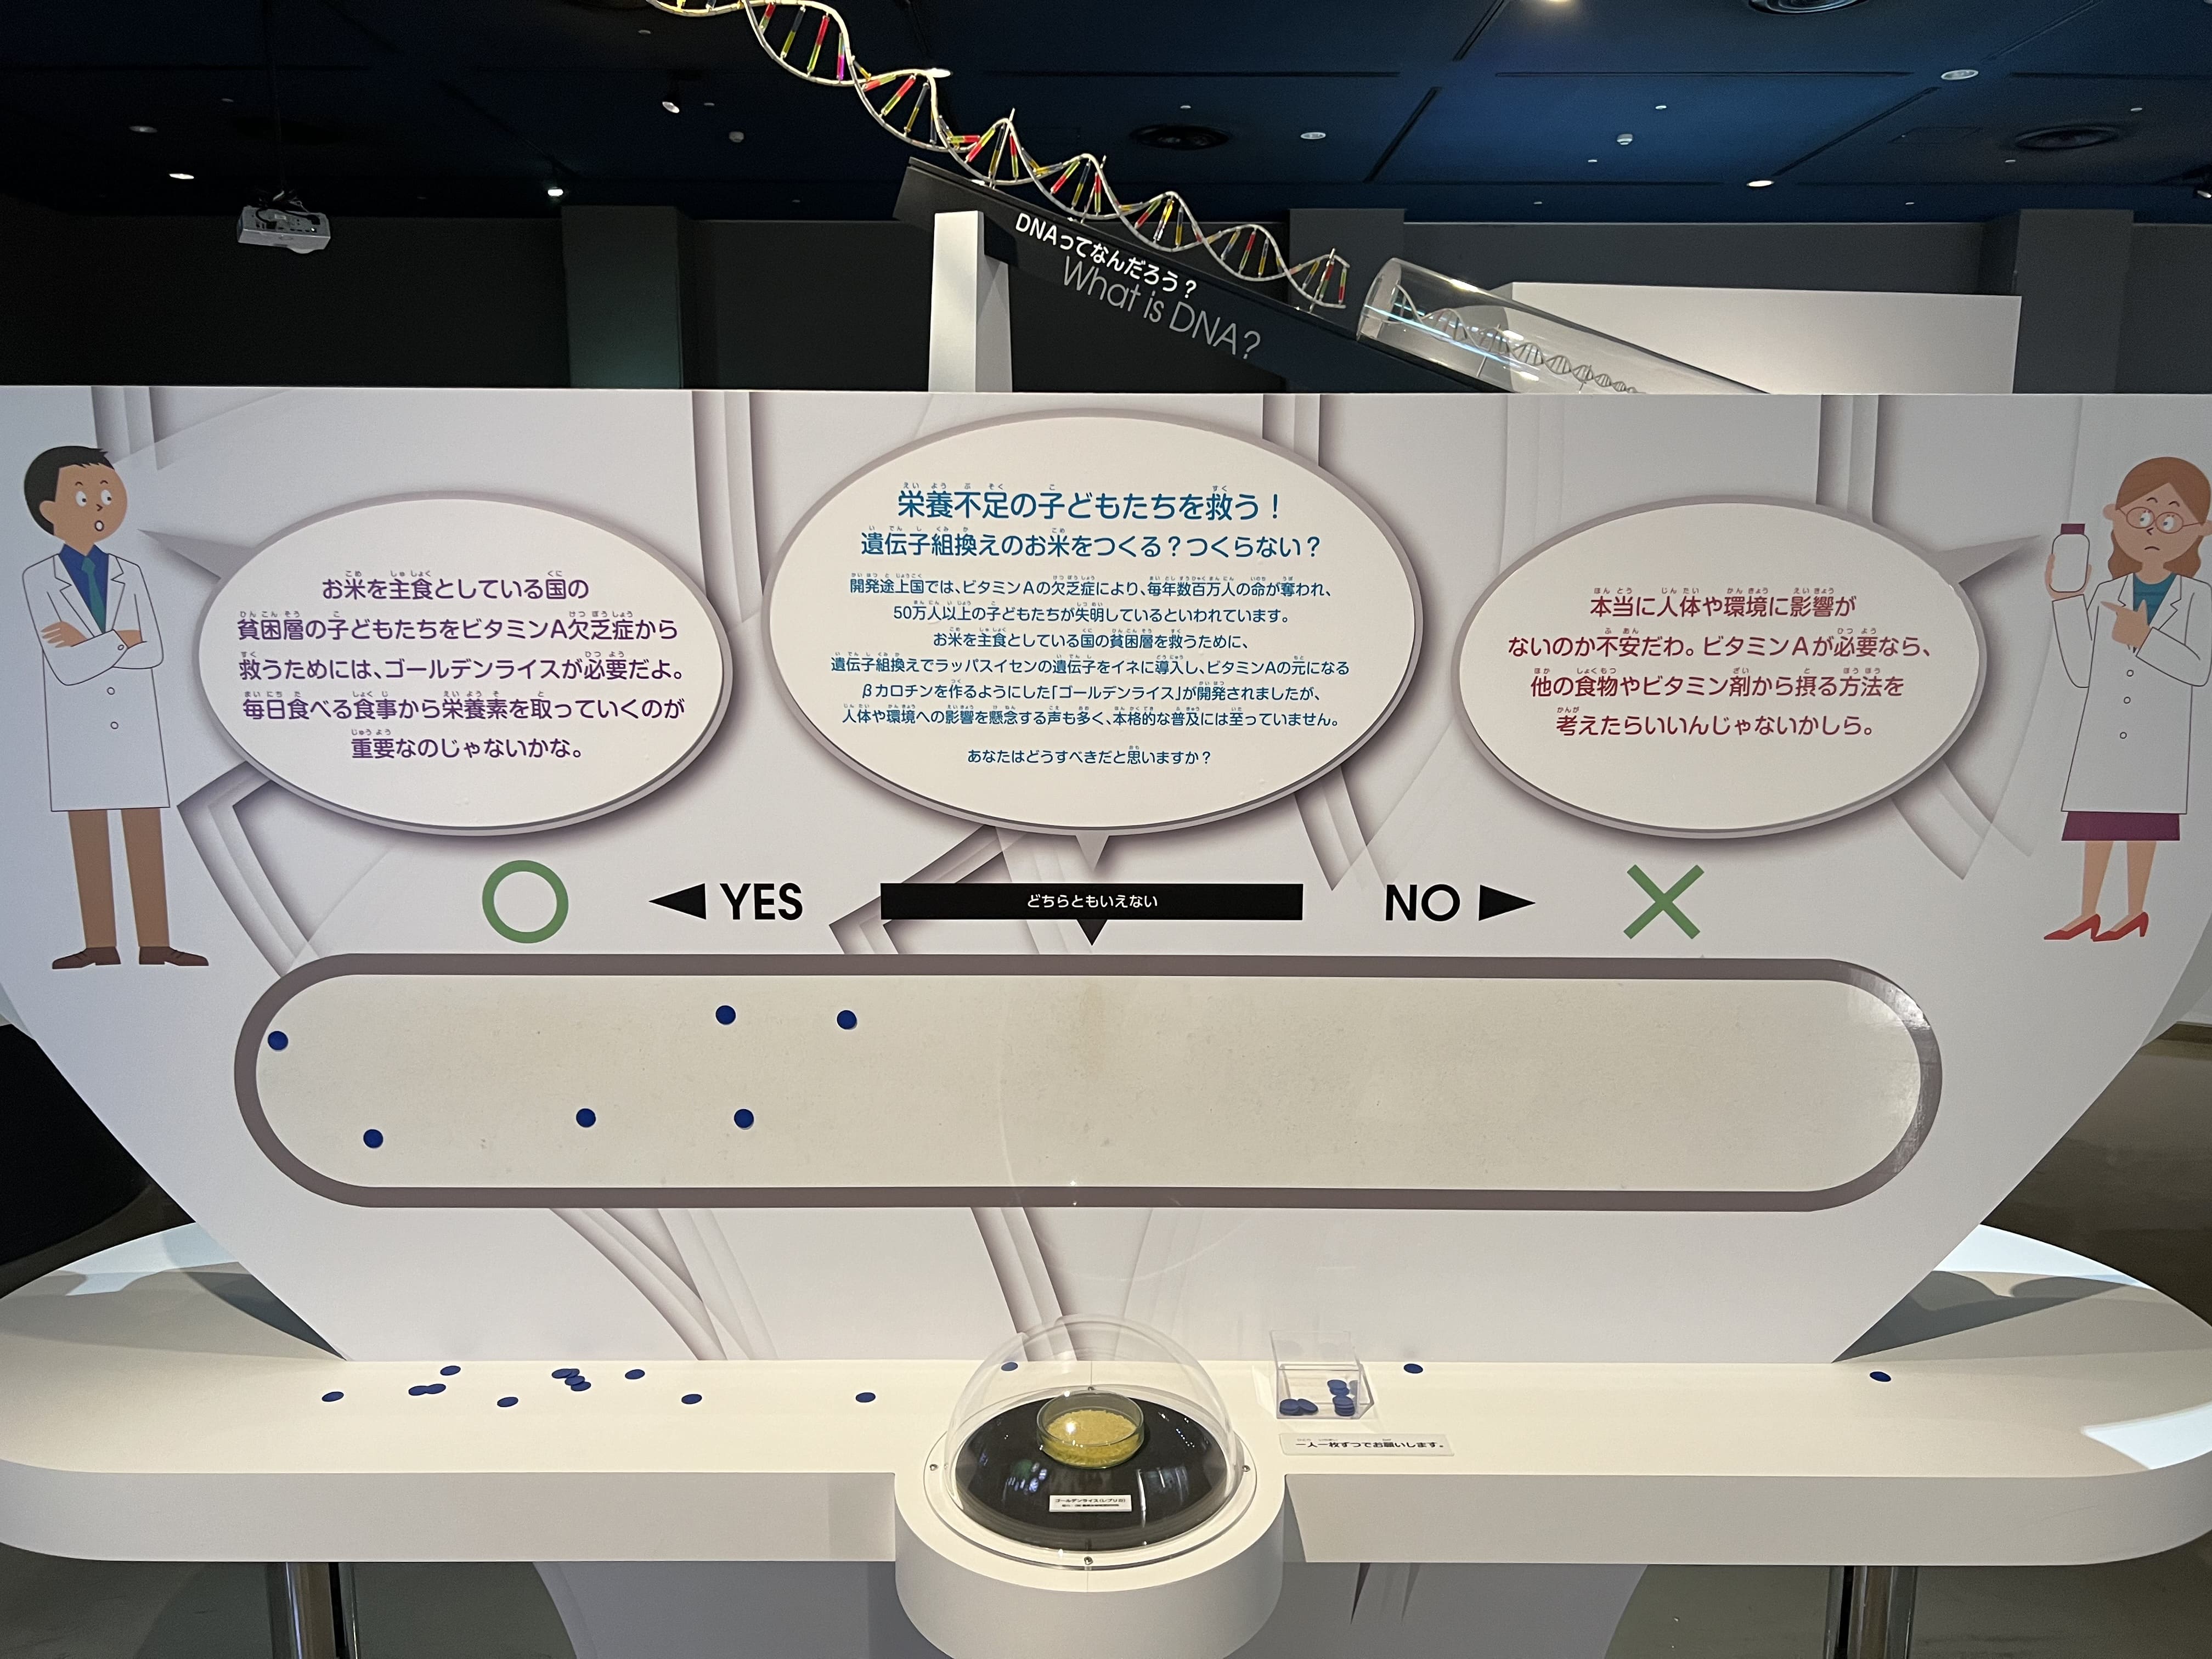 DNAってなんだろう？
What is DNA?
お米を主食としている国の
貧困層の子どもたちをビタミンA欠乏症から
救うためには、ゴールデンライスが必要だよ。
毎日食べる食事から栄養素を取っていくのが
重要なのじゃないかな。
栄養不足の子どもたちを救う！
遺伝子組換えのお米をつくる？つくらない？
開発途上国では、ビタミンAの欠乏症により、毎年数百万人の命が奪われ、
50万人以上の子どもたちが失明しているといわれています。
お米を主食としている国の貧困層を救うために、
遺伝子組換えでラッパスイセンの遺伝子をイネに導入し、ビタミンAの元になる
βカロチンを作るようにした「ゴールデンライス」が開発されましたが、
人体や環境への影響を懸念する声も多く、本格的な普及には至っていません。
あなたはどうすべきだと思いますか？
本当に人体や環境に影響が
ないのか不安だわ。ビタミンAが必要なら、
他の食物やビタミン剤から摂る方法を
考えたらいいんじゃないかしら。
YES
どちらともいえない
NO
一人一枚ずつでお願いします。
ゴールデンライス(レプリカ)